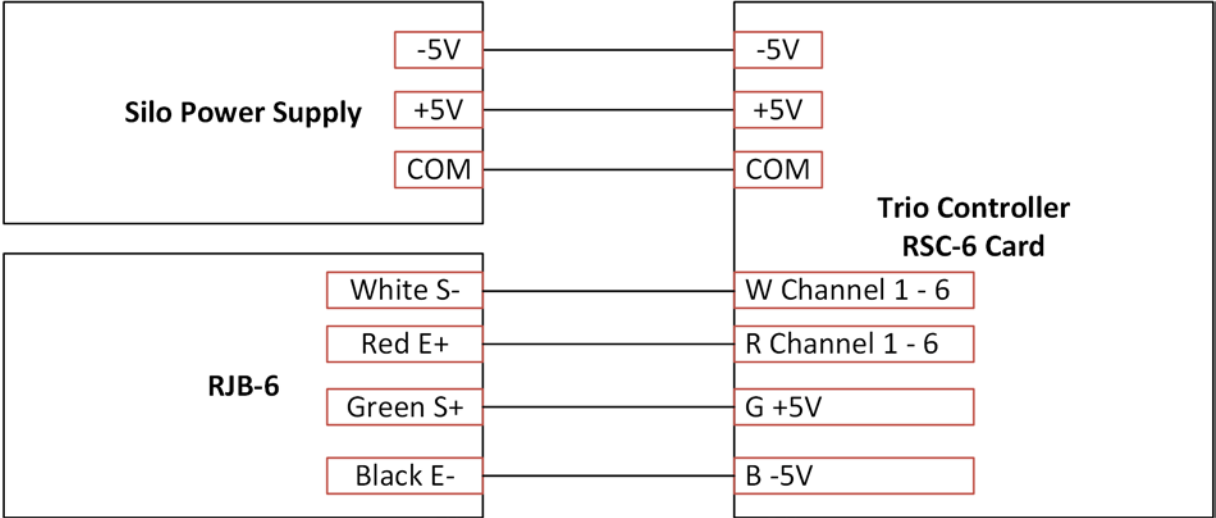 Silo Power Supply
-5V
+5V
COM
-5V
+5V
COM
Trio Controller
RSC-6 Card
RJB-6
White S-
Red E+
Green S+
Black E-
W Channel 1 - 6
R Channel 1 - 6
G +5V
B -5V